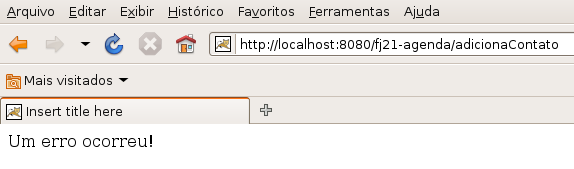 Arquivo Editar Exibir Histórico Favoritos Ferramentas Ajuda
http://localhost:8080/fj21-agenda/adicionaContato
Mais visitados
Insert title here
Um erro ocorreu!